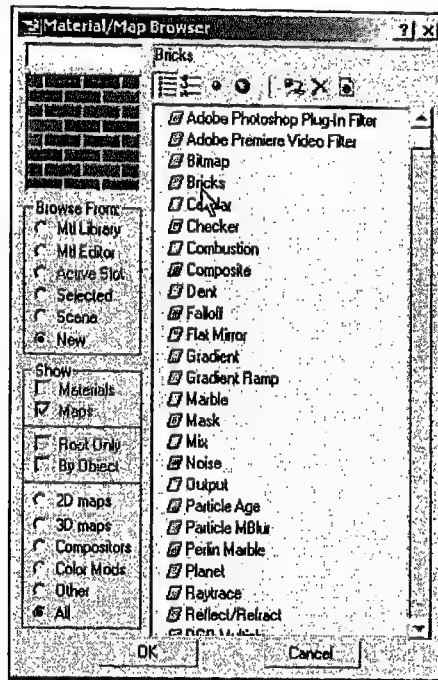 Material/Map Browser
Bricks
Browse From:
Mtl Library
Mtl Editor
Active Slot
Selected
Scene
New
Show
Materials
Maps
Root Only
By Object
2D maps
3D maps
Compositors
Color Mods
Other
All
Adobe Photoshop Plug-In Filter
Adobe Premiere Video Filter
Bitmap
Bricks
Checker
Combustion
Composite
Dent
Falloff
Flat Mirror
Gradient
Gradient Ramp
Marble
Mask
Mix
Noise
Output
Particle Age
Particle MBlur
Perlin Marble
Planet
Raytrace
Reflect/Refract
OK
Cancel